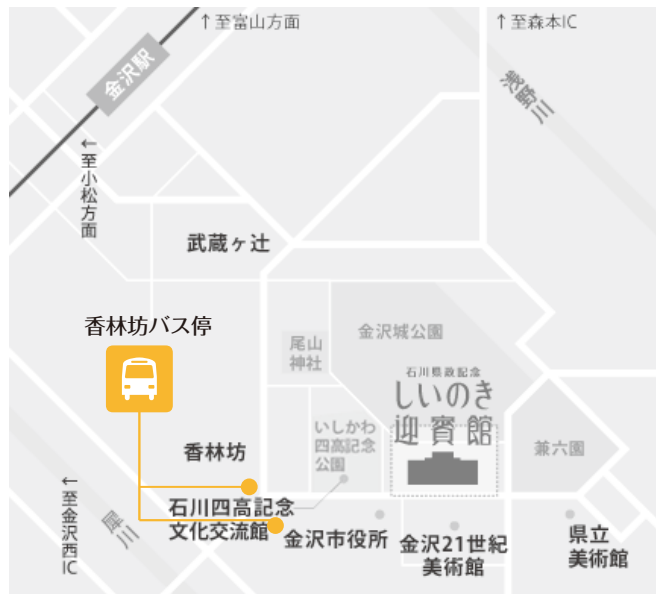 ↑至富山方面
↑至森本IC
金沢駅
浅野川
←至小松方面
武蔵ヶ辻
香林坊バス停
尾山
神社
金沢城公園
石川県政記念
しいのき
迎賓館
いしかわ
四高記念
公園
兼六園
香林坊
←至金沢西IC
犀川
石川四高記念
文化交流館
金沢市役所
金沢21世紀
美術館
県立
美術館